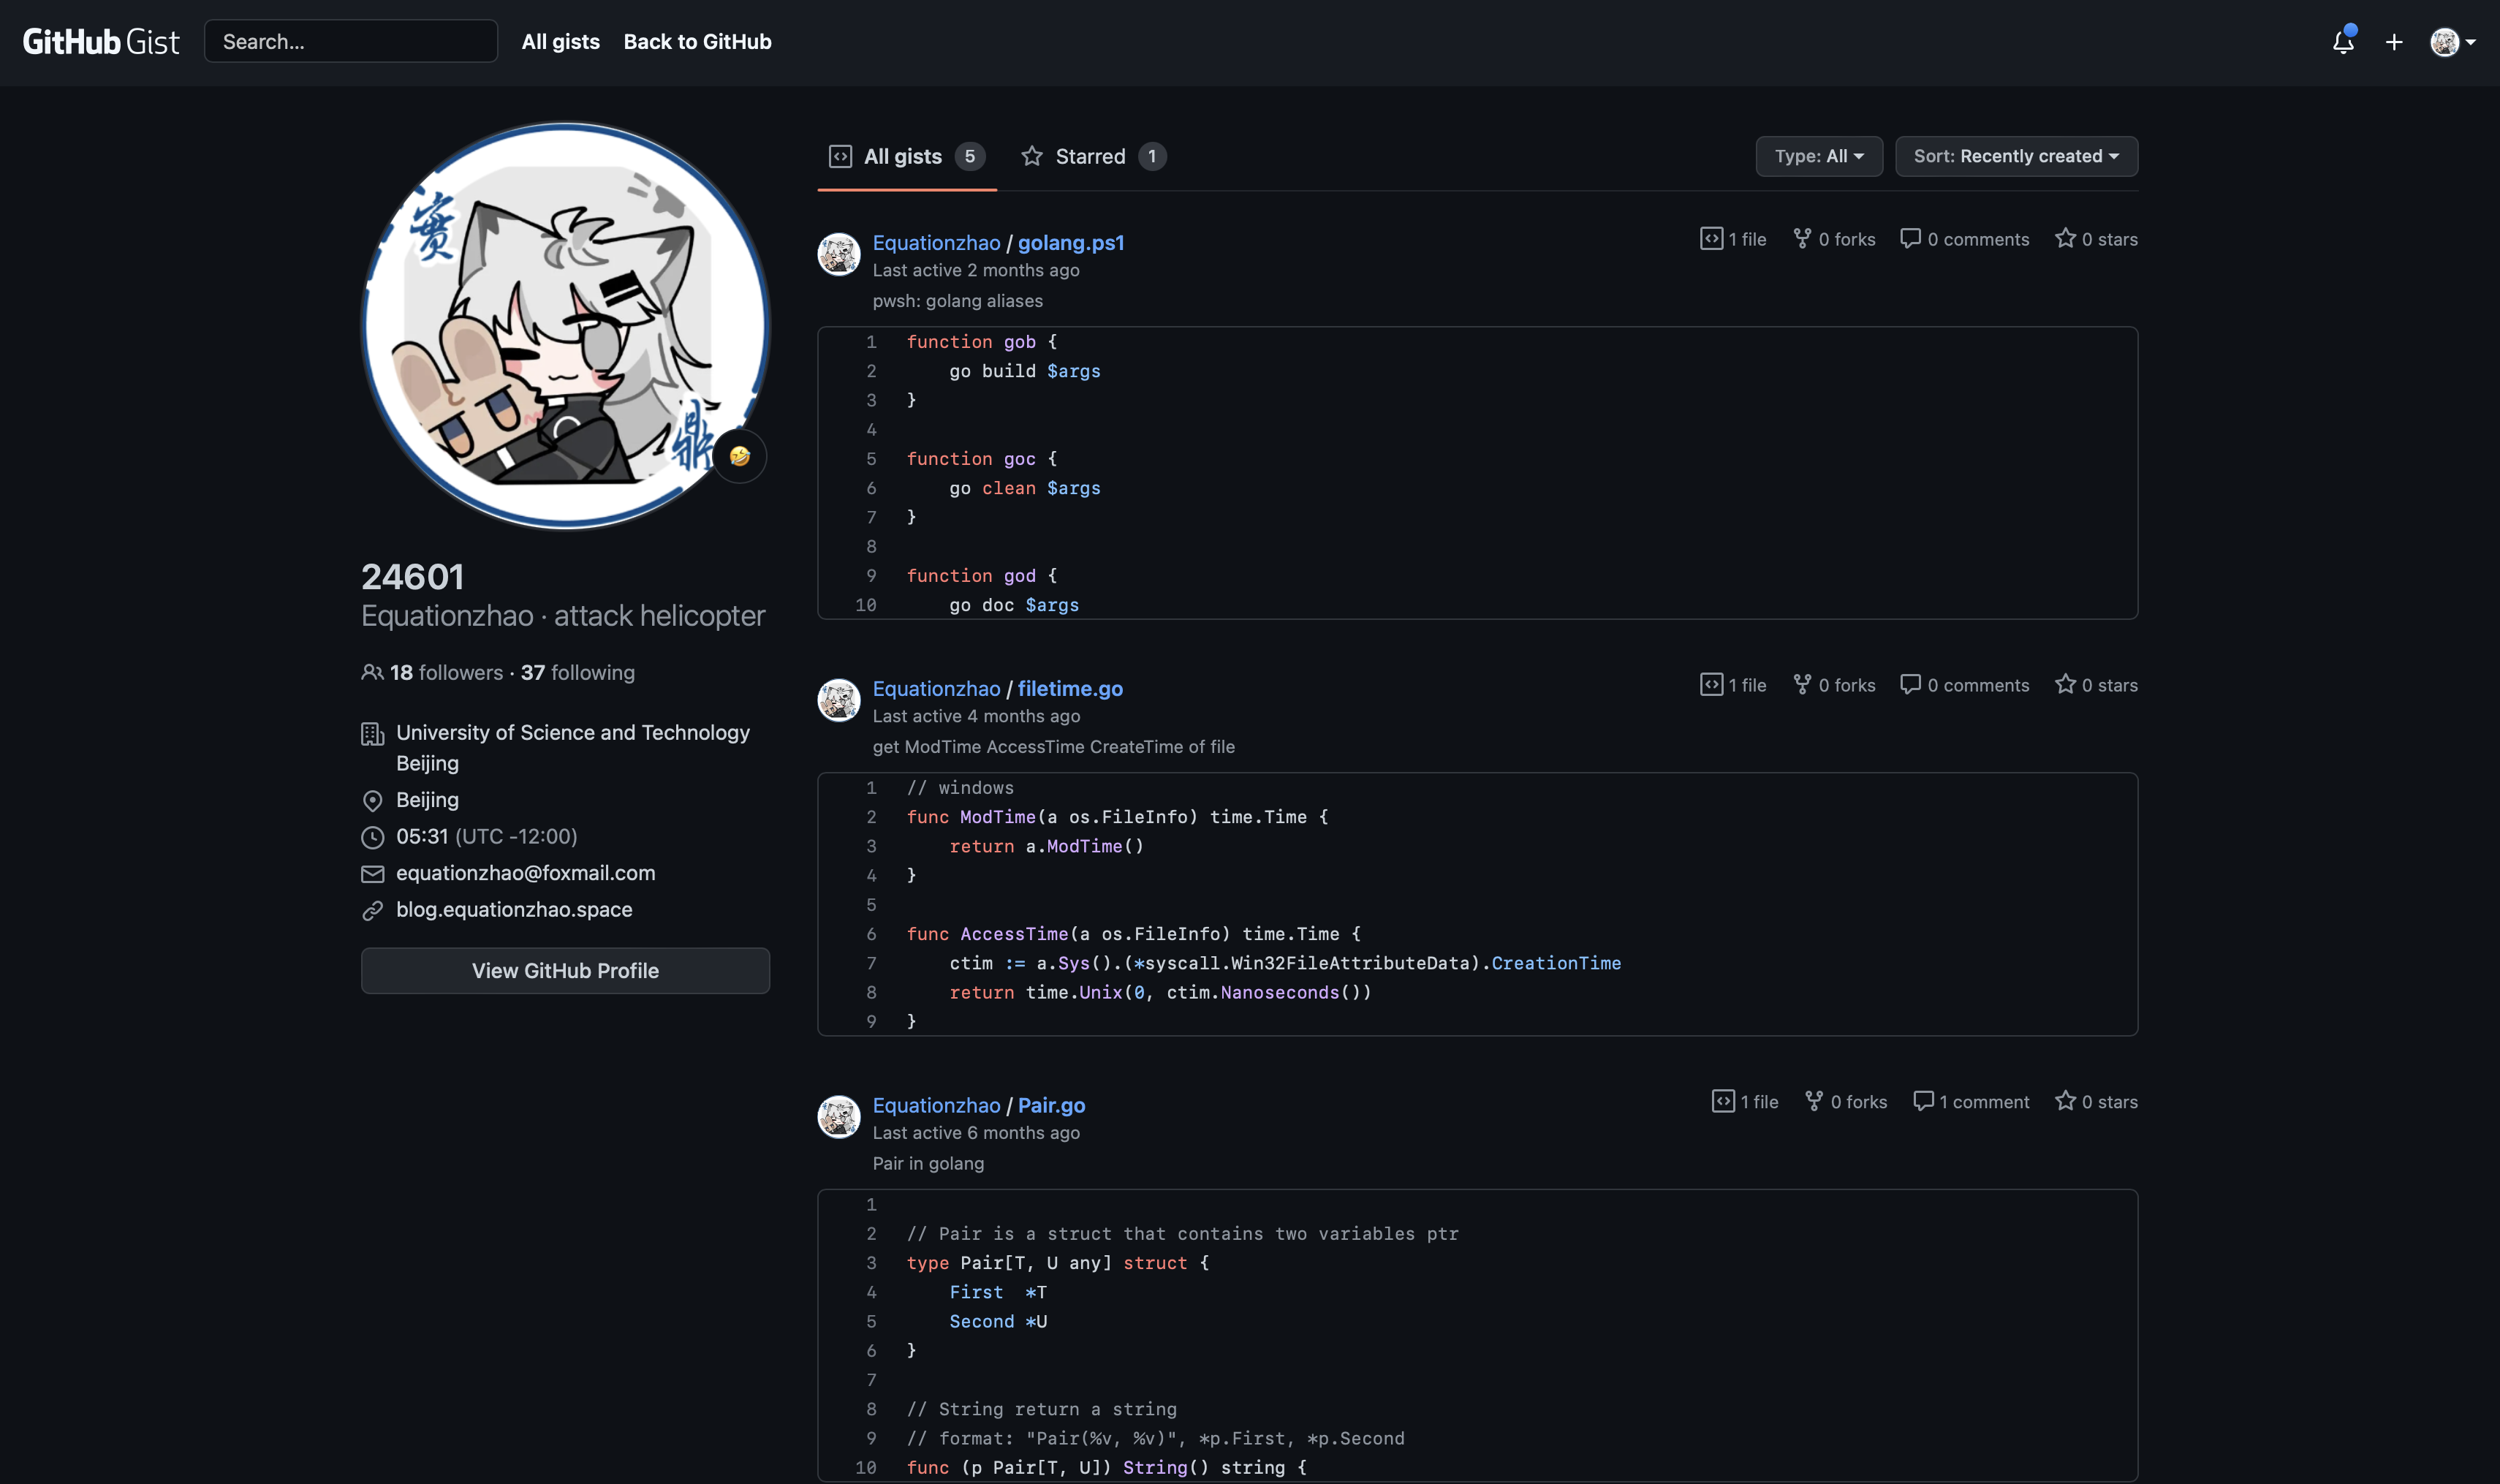 GitHub Gist
Search...
All gists
Back to GitHub
實
鼎
24601
Equationzhao · attack helicopter
18 followers · 37 following
University of Science and Technology
Beijing
Beijing
05:31 (UTC -12:00)
equationzhao@foxmail.com
blog.equationzhao.space
View GitHub Profile
All gists 5
Starred 1
Type: All
Sort: Recently created
Equationzhao / golang.ps1
1 file 0 forks 0 comments 0 stars
Last active 2 months ago
pwsh: golang aliases
1 function gob {
2     go build $args
3 }
4
5 function goc {
6     go clean $args
7 }
8
9 function god {
10     go doc $args
Equationzhao / filetime.go
1 file 0 forks 0 comments 0 stars
Last active 4 months ago
get ModTime AccessTime CreateTime of file
1 // windows
2 func ModTime(a os.FileInfo) time.Time {
3     return a.ModTime()
4 }
5
6 func AccessTime(a os.FileInfo) time.Time {
7     ctim := a.Sys().(*syscall.Win32FileAttributeData).CreationTime
8     return time.Unix(0, ctim.Nanoseconds())
9 }
Equationzhao / Pair.go
1 file 0 forks 1 comment 0 stars
Last active 6 months ago
Pair in golang
1
2 // Pair is a struct that contains two variables ptr
3 type Pair[T, U any] struct {
4     First  *T
5     Second *U
6 }
7
8 // String return a string
9 // format: "Pair(%v, %v)", *p.First, *p.Second
10 func (p Pair[T, U]) String() string {